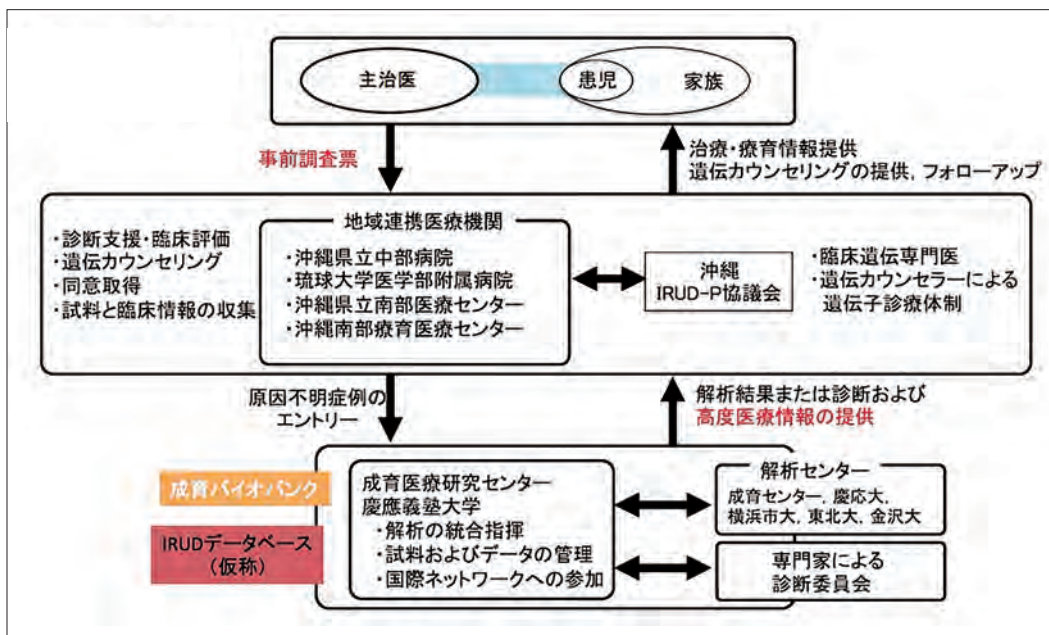 主治医
患児
家族
事前調査票
治療・療育情報提供
遺伝カウンセリングの提供，フォローアップ
・診断支援・臨床評価
・遺伝カウンセリング
・同意取得
・試料と臨床情報の収集
地域連携医療機関
・沖縄県立中部病院
・琉球大学医学部附属病院
・沖縄県立南部医療センター
・沖縄南部療育医療センター
沖縄
IRUD-P協議会
・臨床遺伝専門医
・遺伝カウンセラーによる
遺伝子診療体制
原因不明症例の
エントリー
解析結果または診断および
高度医療情報の提供
成育バイオバンク
IRUDデータベース
（仮称）
成育医療研究センター
慶應義塾大学
・解析の統合指揮
・試料およびデータの管理
・国際ネットワークへの参加
解析センター
成育センター，慶応大，
横浜市大，東北大，金沢大
専門家による
診断委員会